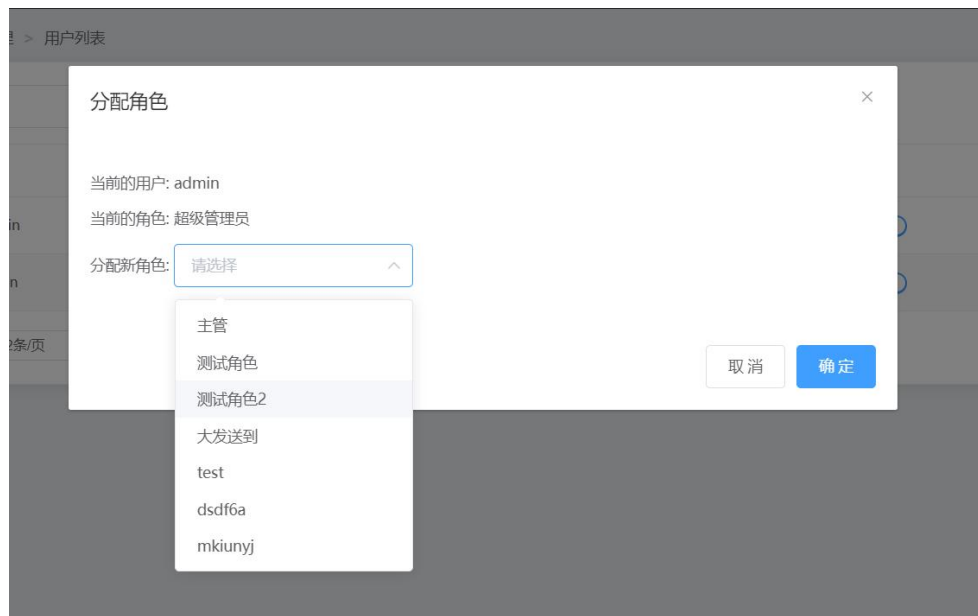 > 用户列表
分配角色
当前的用户: admin
in
当前的角色: 超级管理员
分配新角色: 请选择
n
主管
2条/页
测试角色
取消 确定
测试角色2
大发送到
test
dsdf6a
mkiunyj